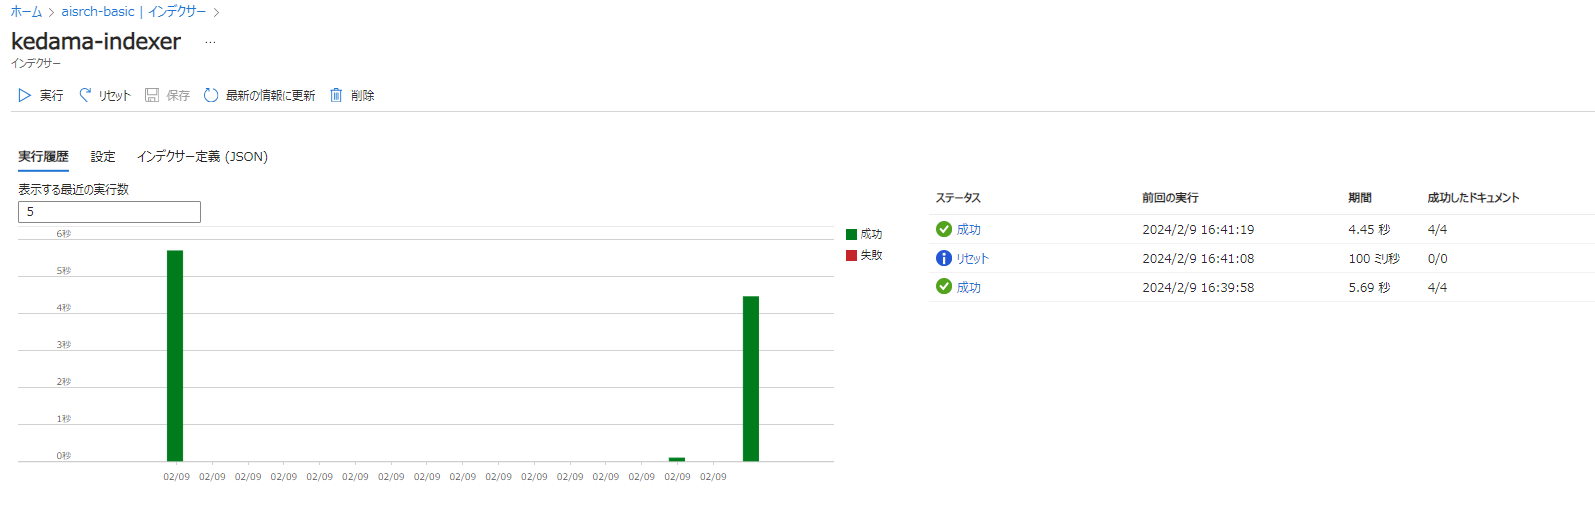 ホーム > aisrch-basic | インデクサー >
kedama-indexer ...
インデクサー
実行 リセット 保存 最新の情報に更新 削除
実行履歴 設定 インデクサー定義 (JSON)
表示する最近の実行数
5
6秒
5秒
4秒
3秒
2秒
1秒
0秒
02/09 02/09 02/09 02/09 02/09 02/09 02/09 02/09 02/09 02/09 02/09 02/09 02/09 02/09 02/09 02/09
成功
失敗
ステータス 前回の実行 期間 成功したドキュメント
成功 2024/2/9 16:41:19 4.45 秒 4/4
リセット 2024/2/9 16:41:08 100 ミリ秒 0/0
成功 2024/2/9 16:39:58 5.69 秒 4/4